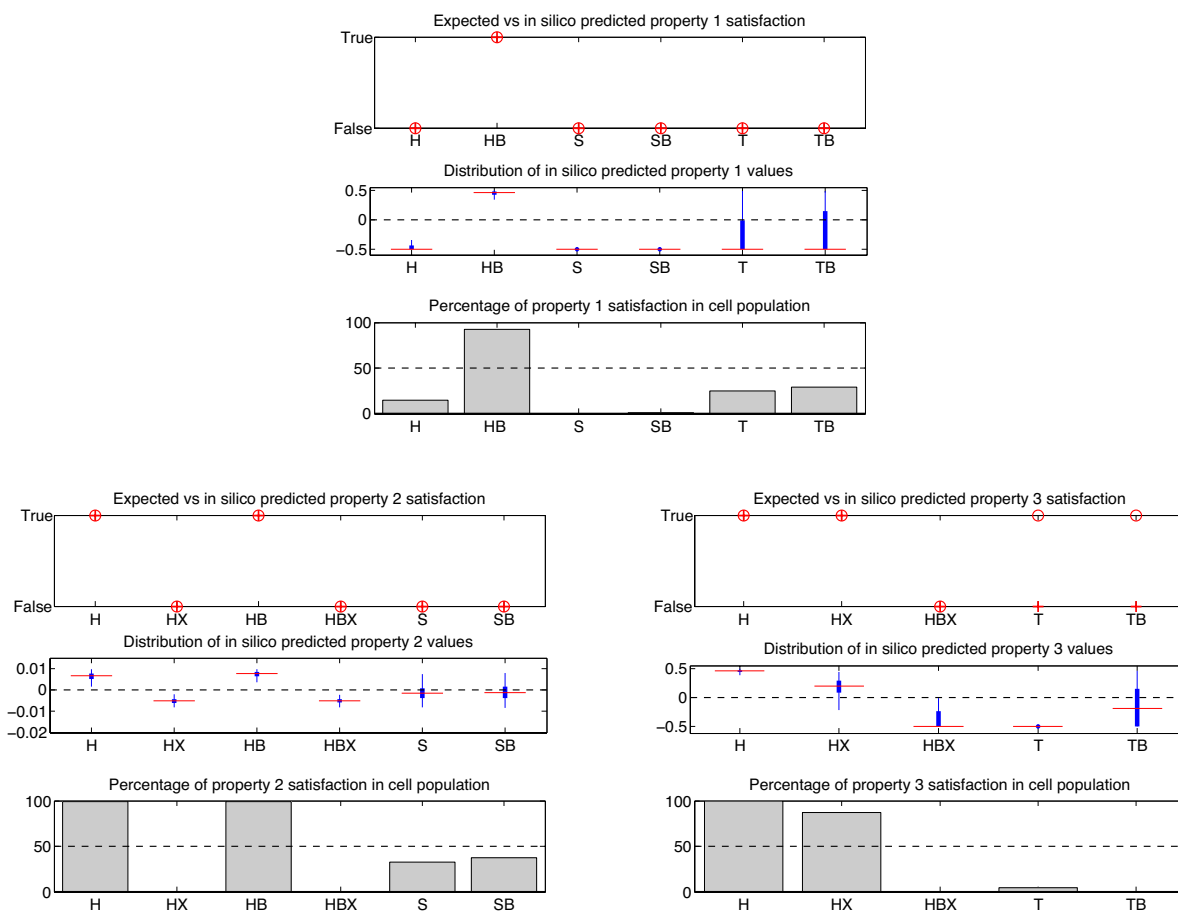 Expected vs in silico predicted property 1 satisfaction
True
False
H HB S SB T TB
Distribution of in silico predicted property 1 values
0.5
0
−0.5
H HB S SB T TB
Percentage of property 1 satisfaction in cell population
100
50
0
H HB S SB T TB
Expected vs in silico predicted property 2 satisfaction
True
False
H HX HB HBX S SB
Distribution of in silico predicted property 2 values
0.01
0
−0.01
−0.02
H HX HB HBX S SB
Percentage of property 2 satisfaction in cell population
100
50
0
H HX HB HBX S SB
Expected vs in silico predicted property 3 satisfaction
True
False
H HX HBX T TB
Distribution of in silico predicted property 3 values
0.5
0
−0.5
H HX HBX T TB
Percentage of property 3 satisfaction in cell population
100
50
0
H HX HBX T TB